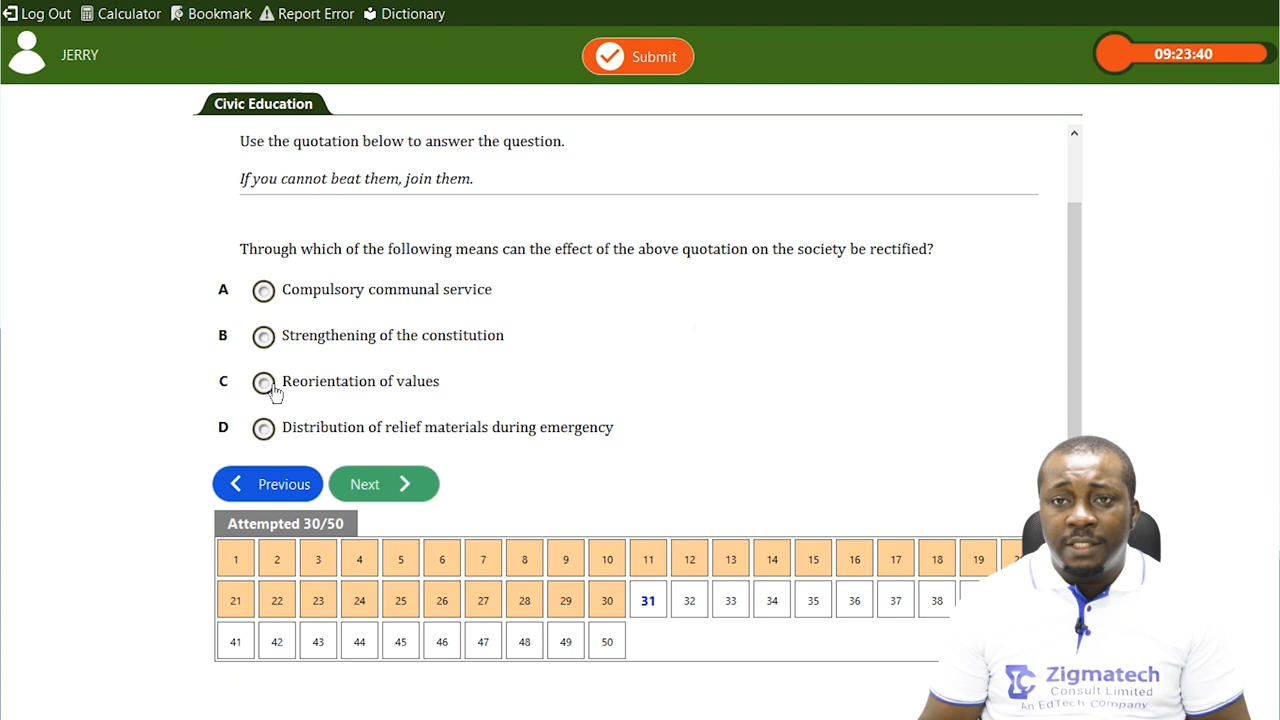 Log Out Calculator Bookmark Report Error Dictionary
JERRY
Submit
09:23:40
Civic Education
Use the quotation below to answer the question.
If you cannot beat them, join them.
Through which of the following means can the effect of the above quotation on the society be rectified?
A Compulsory communal service
B Strengthening of the constitution
C Reorientation of values
D Distribution of relief materials during emergency
Previous Next
Attempted 30/50
1 2 3 4 5 6 7 8 9 10 11 12 13 14 15 16 17 18 19
21 22 23 24 25 26 27 28 29 30 31 32 33 34 35 36 37 38
41 42 43 44 45 46 47 48 49 50
Zigmatech
Consult Limited
An EdTech Company